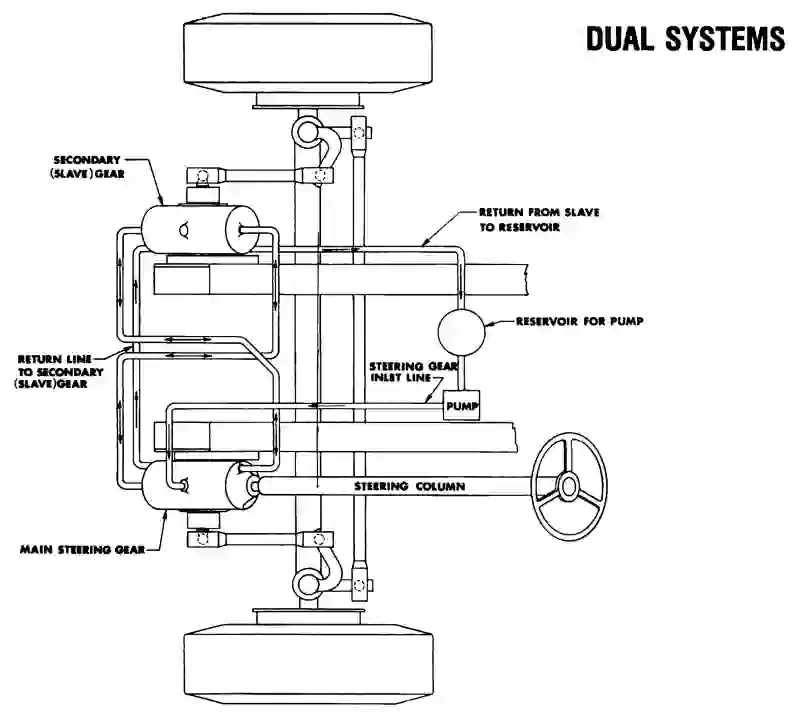 DUAL SYSTEMS
SECONDARY
(SLAVE) GEAR
RETURN FROM SLAVE
TO RESERVOIR
RESERVOIR FOR PUMP
RETURN LINE
TO SECONDARY
(SLAVE) GEAR
STEERING GEAR
INLET LINE
PUMP
STEERING COLUMN
MAIN STEERING GEAR